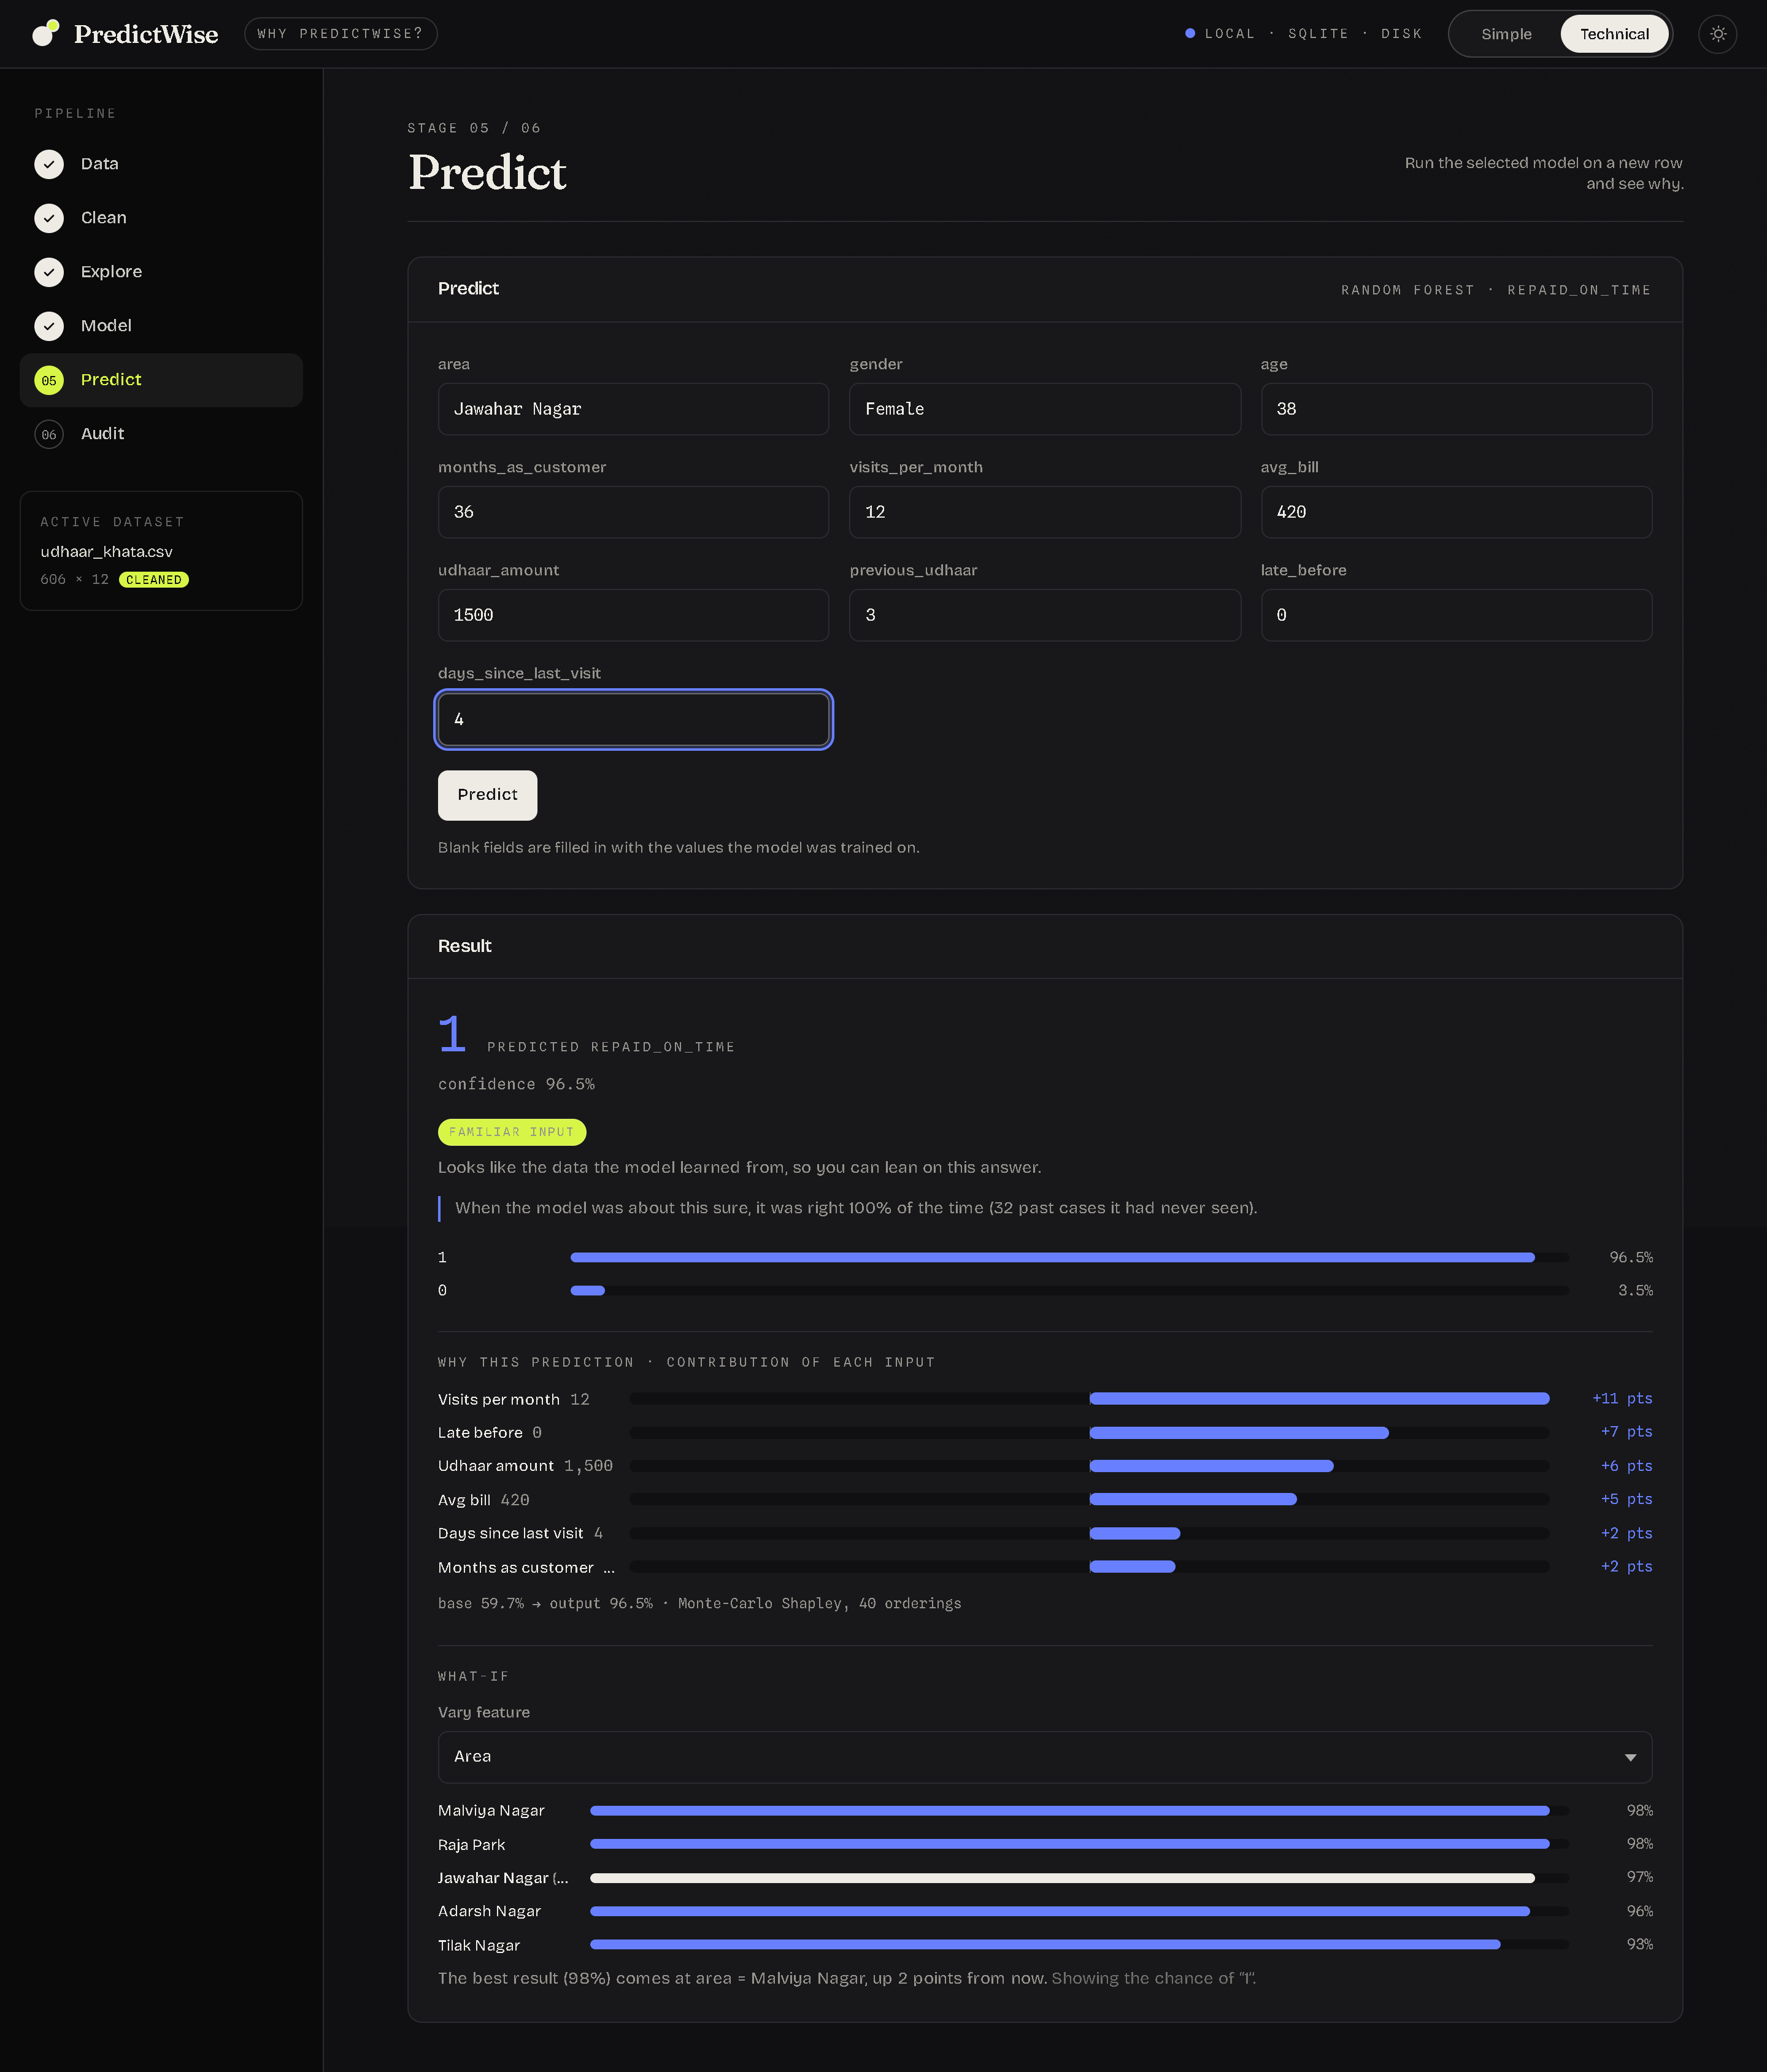 PredictWise
WHY PREDICTWISE?
LOCAL · SQLITE · DISK
Simple
Technical
PIPELINE
Data
Clean
Explore
Model
05 Predict
06 Audit
ACTIVE DATASET
udhaar_khata.csv
606 × 12 CLEANED
STAGE 05 / 06
Predict
Run the selected model on a new row
and see why.
Predict
RANDOM FOREST · REPAID_ON_TIME
area
gender
age
Jawahar Nagar
Female
38
months_as_customer
visits_per_month
avg_bill
36
12
420
udhaar_amount
previous_udhaar
late_before
1500
3
0
days_since_last_visit
4
Predict
Blank fields are filled in with the values the model was trained on.
Result
1 PREDICTED REPAID_ON_TIME
confidence 96.5%
FAMILIAR INPUT
Looks like the data the model learned from, so you can lean on this answer.
When the model was about this sure, it was right 100% of the time (32 past cases it had never seen).
1 96.5%
0 3.5%
WHY THIS PREDICTION · CONTRIBUTION OF EACH INPUT
Visits per month 12 +11 pts
Late before 0 +7 pts
Udhaar amount 1,500 +6 pts
Avg bill 420 +5 pts
Days since last visit 4 +2 pts
Months as customer ... +2 pts
base 59.7% → output 96.5% · Monte-Carlo Shapley, 40 orderings
WHAT-IF
Vary feature
Area
Malviya Nagar 98%
Raja Park 98%
Jawahar Nagar (... 97%
Adarsh Nagar 96%
Tilak Nagar 93%
The best result (98%) comes at area = Malviya Nagar, up 2 points from now. Showing the chance of "1".